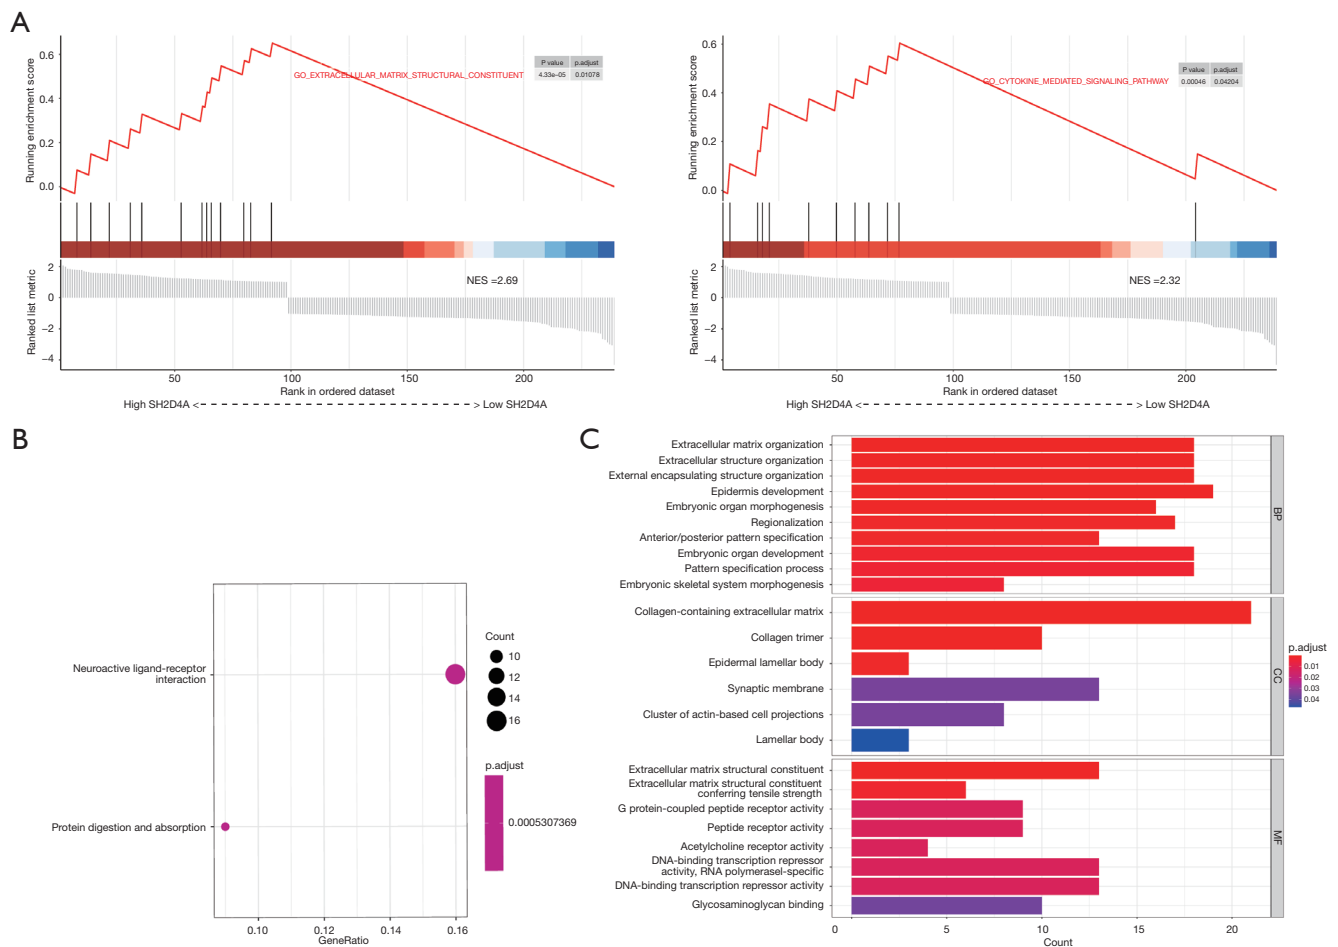 A
Running enrichment score
0.6
0.4
0.2
0.0
GO_EXTRACELLULAR_MATRIX_STRUCTURAL_CONSTITUENT
P value p.adjust
4.33e-05 0.01078
Ranked list metric
2
0
−2
−4
NES =2.69
50 100 150 200
Rank in ordered dataset
High SH2D4A <- - - - - - - - - - - - - - - - - - - - - - -> Low SH2D4A
Running enrichment score
0.6
0.4
0.2
0.0
GO_CYTOKINE_MEDIATED_SIGNALING_PATHWAY
P value p.adjust
0.00046 0.04204
Ranked list metric
2
0
−2
−4
NES =2.32
50 100 150 200
Rank in ordered dataset
High SH2D4A <- - - - - - - - - - - - - - - - - - - - - - -> Low SH2D4A
B
Neuroactive ligand-receptor
interaction
Protein digestion and absorption
0.10 0.12 0.14 0.16
GeneRatio
Count
10
12
14
16
p.adjust
0.0005307369
C
Extracellular matrix organization
Extracellular structure organization
External encapsulating structure organization
Epidermis development
Embryonic organ morphogenesis
Regionalization
Anterior/posterior pattern specification
Embryonic organ development
Pattern specification process
Embryonic skeletal system morphogenesis
BP
Collagen-containing extracellular matrix
Collagen trimer
Epidermal lamellar body
Synaptic membrane
Cluster of actin-based cell projections
Lamellar body
CC
Extracellular matrix structural constituent
Extracellular matrix structural constituent
conferring tensile strength
G protein-coupled peptide receptor activity
Peptide receptor activity
Acetylcholine receptor activity
DNA-binding transcription repressor
activity, RNA polymerasel-specific
DNA-binding transcription repressor activity
Glycosaminoglycan binding
MF
0 5 10 15 20
Count
p.adjust
0.01
0.02
0.03
0.04